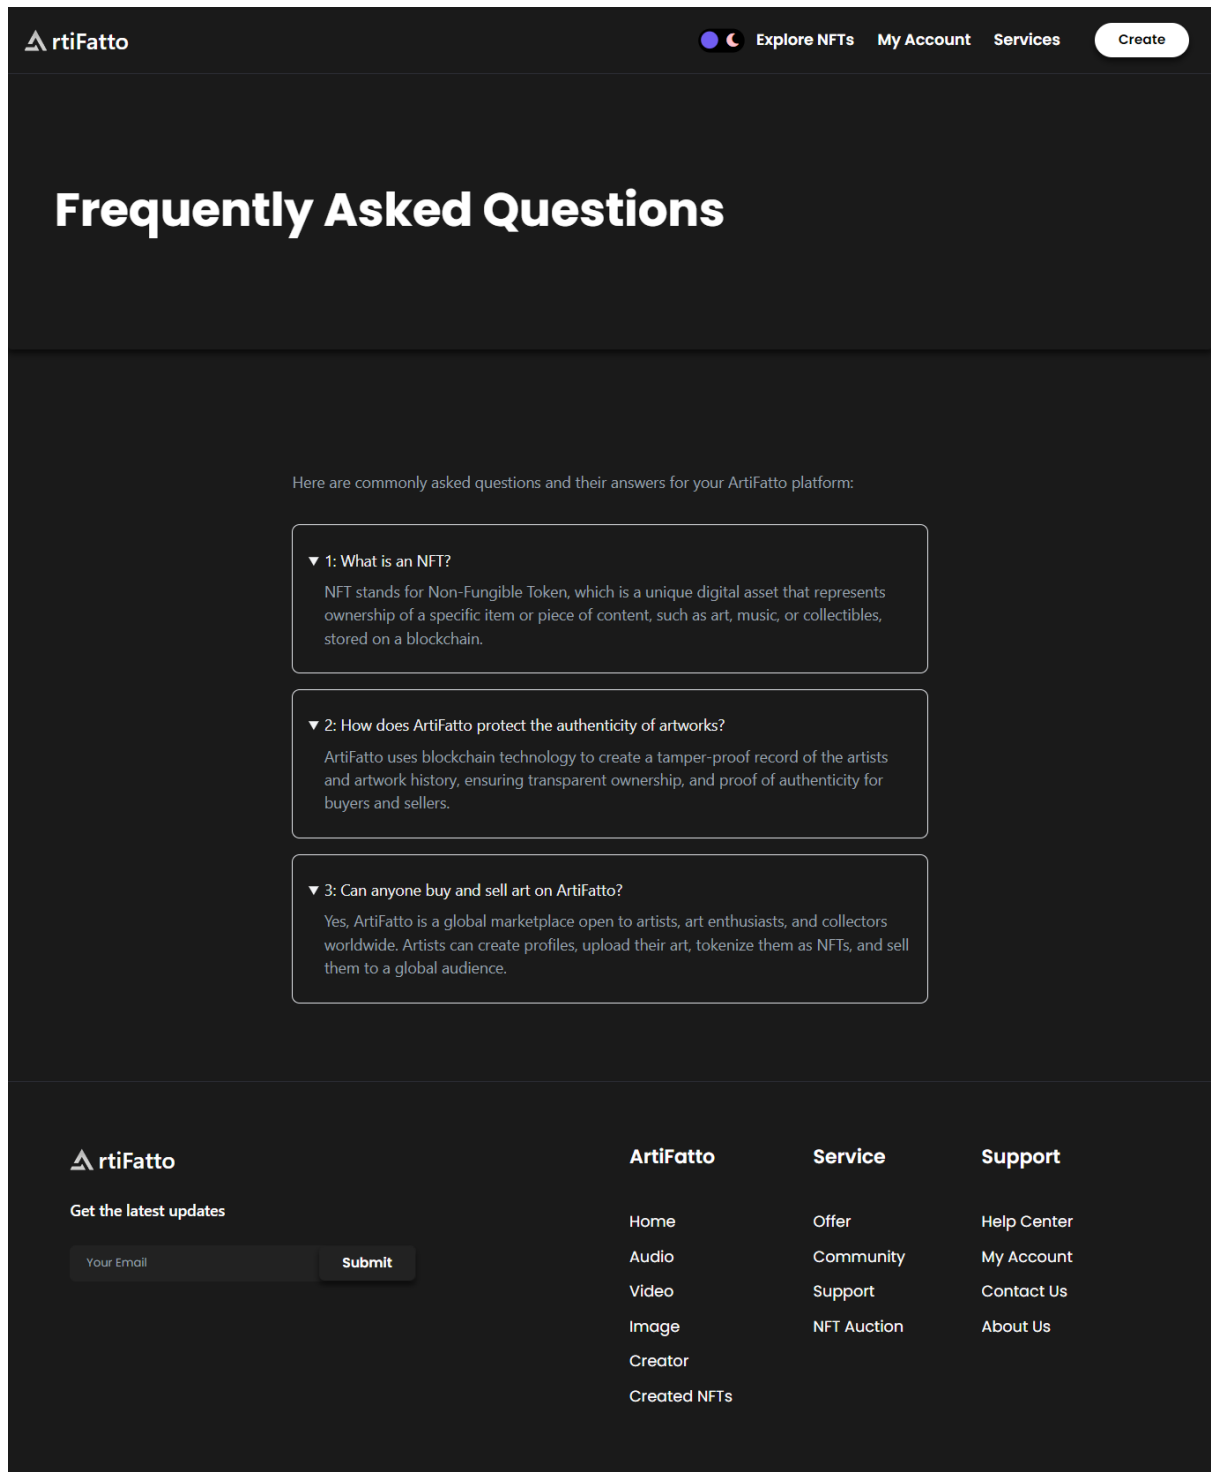 rtiFatto
Explore NFTs My Account Services Create
Frequently Asked Questions
Here are commonly asked questions and their answers for your ArtiFatto platform:
1: What is an NFT?
NFT stands for Non-Fungible Token, which is a unique digital asset that represents
ownership of a specific item or piece of content, such as art, music, or collectibles,
stored on a blockchain.
2: How does ArtiFatto protect the authenticity of artworks?
ArtiFatto uses blockchain technology to create a tamper-proof record of the artists
and artwork history, ensuring transparent ownership, and proof of authenticity for
buyers and sellers.
3: Can anyone buy and sell art on ArtiFatto?
Yes, ArtiFatto is a global marketplace open to artists, art enthusiasts, and collectors
worldwide. Artists can create profiles, upload their art, tokenize them as NFTs, and sell
them to a global audience.
rtiFatto
Get the latest updates
Your Email Submit
ArtiFatto
Home
Audio
Video
Image
Creator
Created NFTs
Service
Offer
Community
Support
NFT Auction
Support
Help Center
My Account
Contact Us
About Us